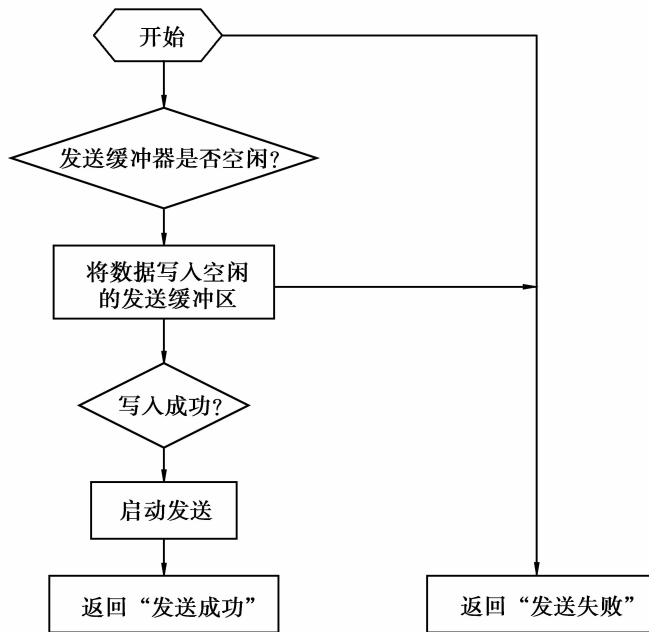 开始
发送缓冲器是否空闲?
将数据写入空闲
的发送缓冲区
写入成功?
启动发送
返回“发送成功”
返回“发送失败”